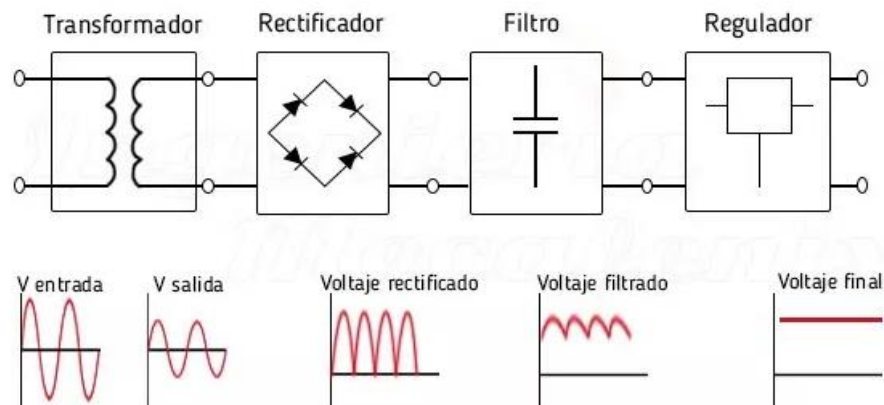 Transformador
Rectificador
Filtro
Regulador
V entrada
V salida
Voltaje rectificado
Voltaje filtrado
Voltaje final